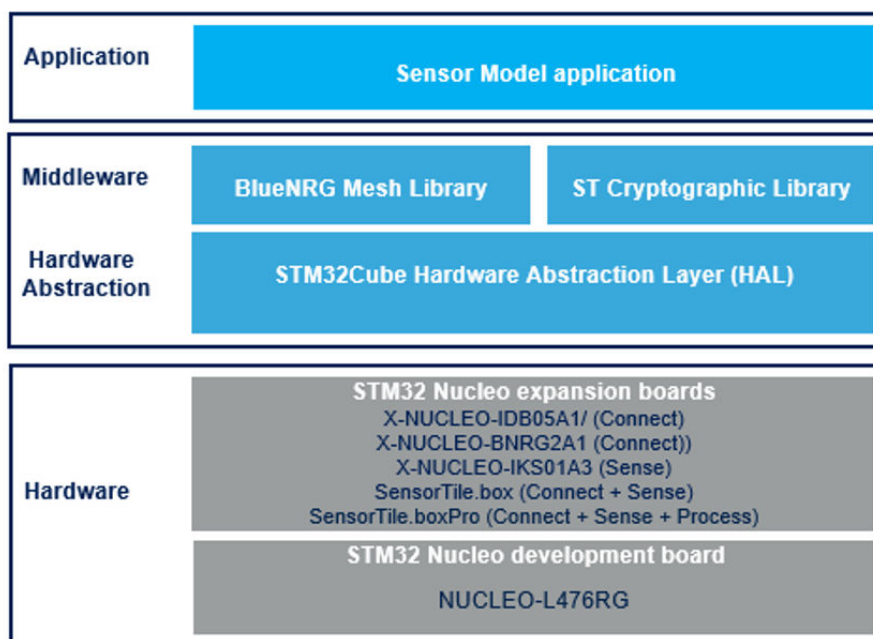 Application
Sensor Model application
Middleware
BlueNRG Mesh Library
ST Cryptographic Library
Hardware
Abstraction
STM32Cube Hardware Abstraction Layer (HAL)
Hardware
STM32 Nucleo expansion boards
X-NUCLEO-IDB05A1/ (Connect)
X-NUCLEO-BNRG2A1 (Connect))
X-NUCLEO-IKS01A3 (Sense)
SensorTile.box (Connect + Sense)
SensorTile.boxPro (Connect + Sense + Process)
STM32 Nucleo development board
NUCLEO-L476RG